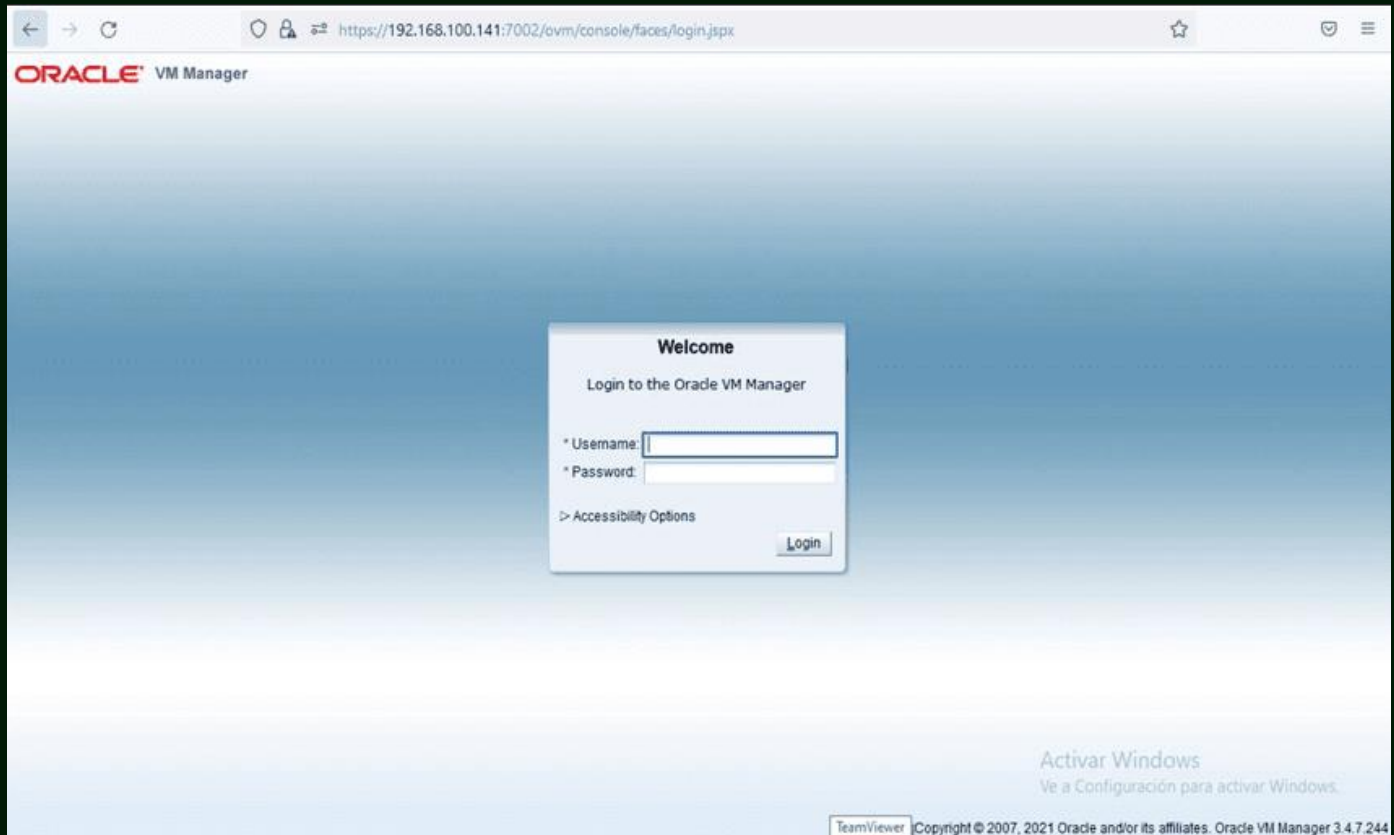 https://192.168.100.141:7002/ovm/console/faces/login.jspx
ORACLE® VM Manager
Welcome
Login to the Oracle VM Manager
* Username:
* Password:
Accessibility Options
Login
Activar Windows
Ve a Configuración para activar Windows.
TeamViewer Copyright © 2007, 2021 Oracle and/or its affiliates. Oracle VM Manager 3.4.7.244